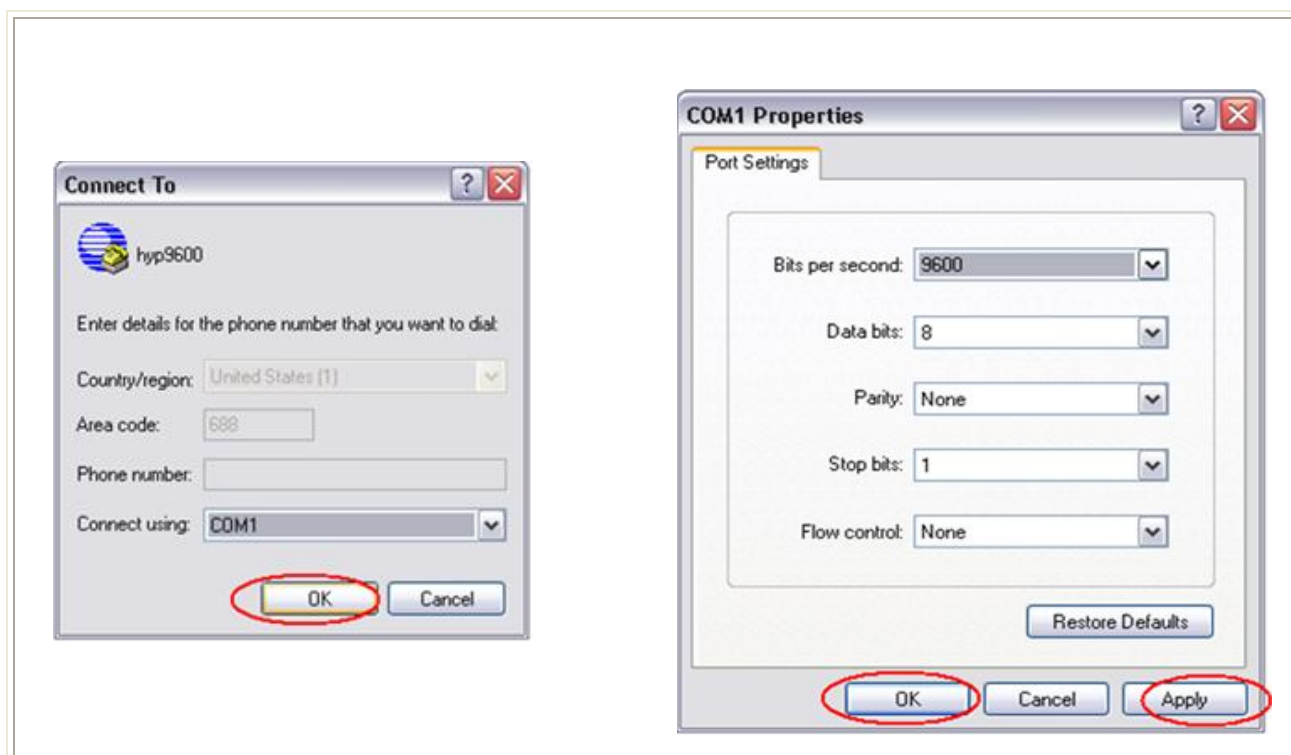 Connect To
hyp9600
Enter details for the phone number that you want to dial:
Country/region: United States (1)
Area code: 688
Phone number:
Connect using: COM1
OK Cancel
COM1 Properties
Port Settings
Bits per second: 9600
Data bits: 8
Parity: None
Stop bits: 1
Flow control: None
Restore Defaults
OK Cancel Apply